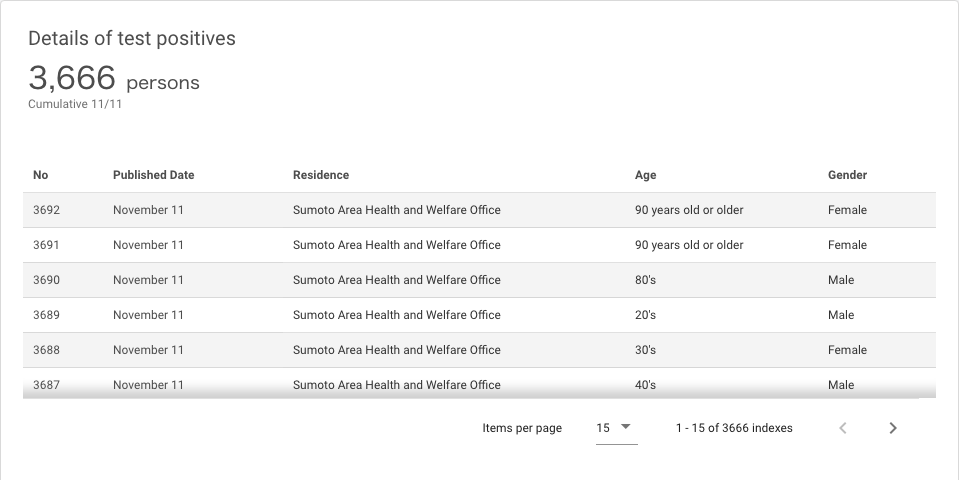 Details of test positives
3,666 persons
Cumulative 11/11
No Published Date Residence Age Gender
3692 November 11 Sumoto Area Health and Welfare Office 90 years old or older Female
3691 November 11 Sumoto Area Health and Welfare Office 90 years old or older Female
3690 November 11 Sumoto Area Health and Welfare Office 80's Male
3689 November 11 Sumoto Area Health and Welfare Office 20's Male
3688 November 11 Sumoto Area Health and Welfare Office 30's Female
3687 November 11 Sumoto Area Health and Welfare Office 40's Male
Items per page 15 1 - 15 of 3666 indexes